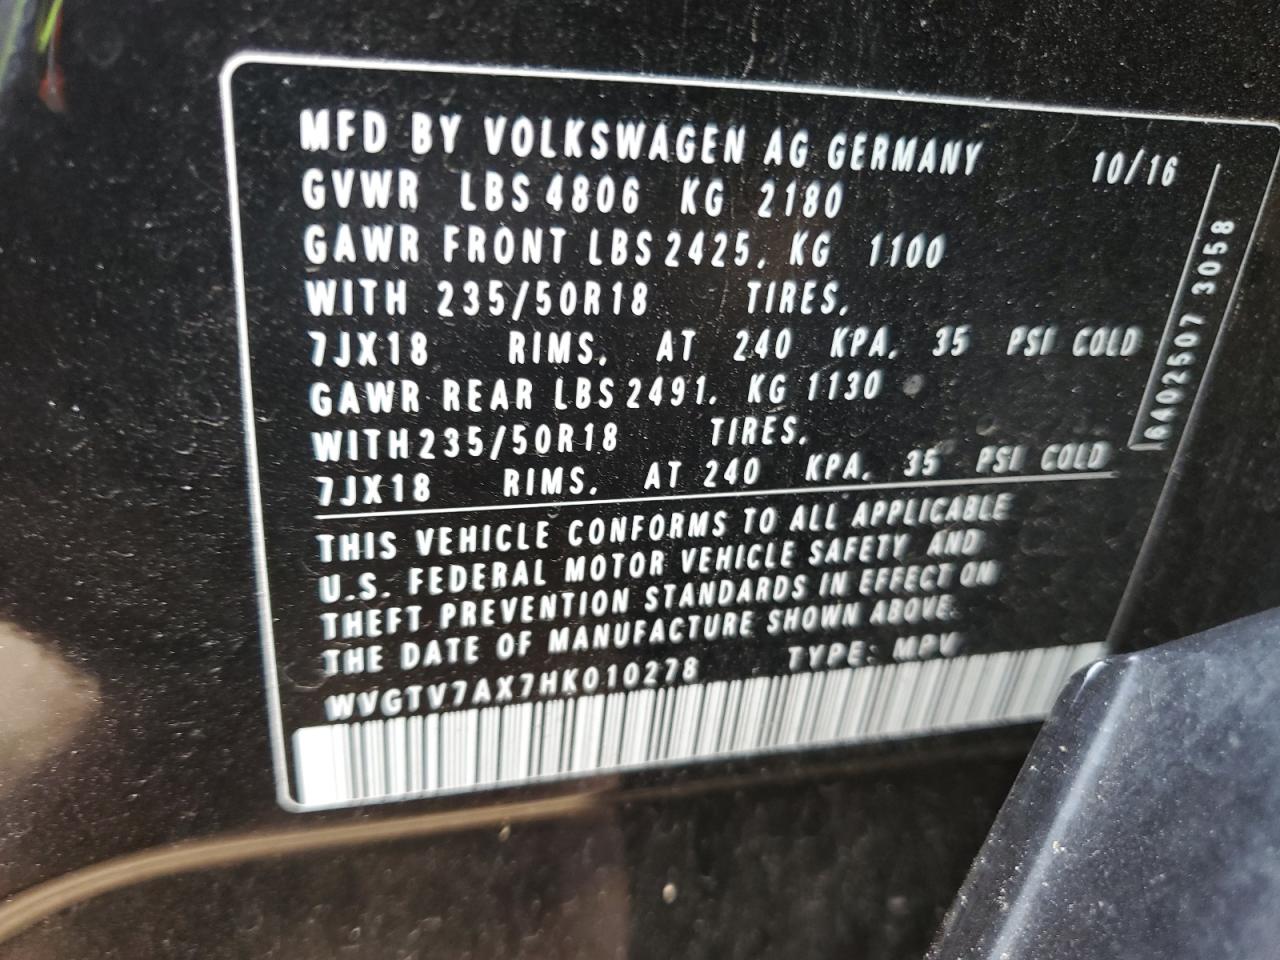 MFD BY VOLKSWAGEN AG GERMANY 10/16
GVWR LBS 4806 KG 2180
GAWR FRONT LBS 2425, KG 1100
WITH 235/50R18 TIRES,
7JX18 RIMS, AT 240 KPA, 35 PSI COLD
GAWR REAR LBS 2491, KG 1130
WITH 235/50R18 TIRES,
7JX18 RIMS, AT 240 KPA, 35 PSI COLD
THIS VEHICLE CONFORMS TO ALL APPLICABLE
U.S. FEDERAL MOTOR VEHICLE SAFETY AND
THEFT PREVENTION STANDARDS IN EFFECT ON
THE DATE OF MANUFACTURE SHOWN ABOVE.
WVGTV7AX7HK010278 TYPE: MPV
3058